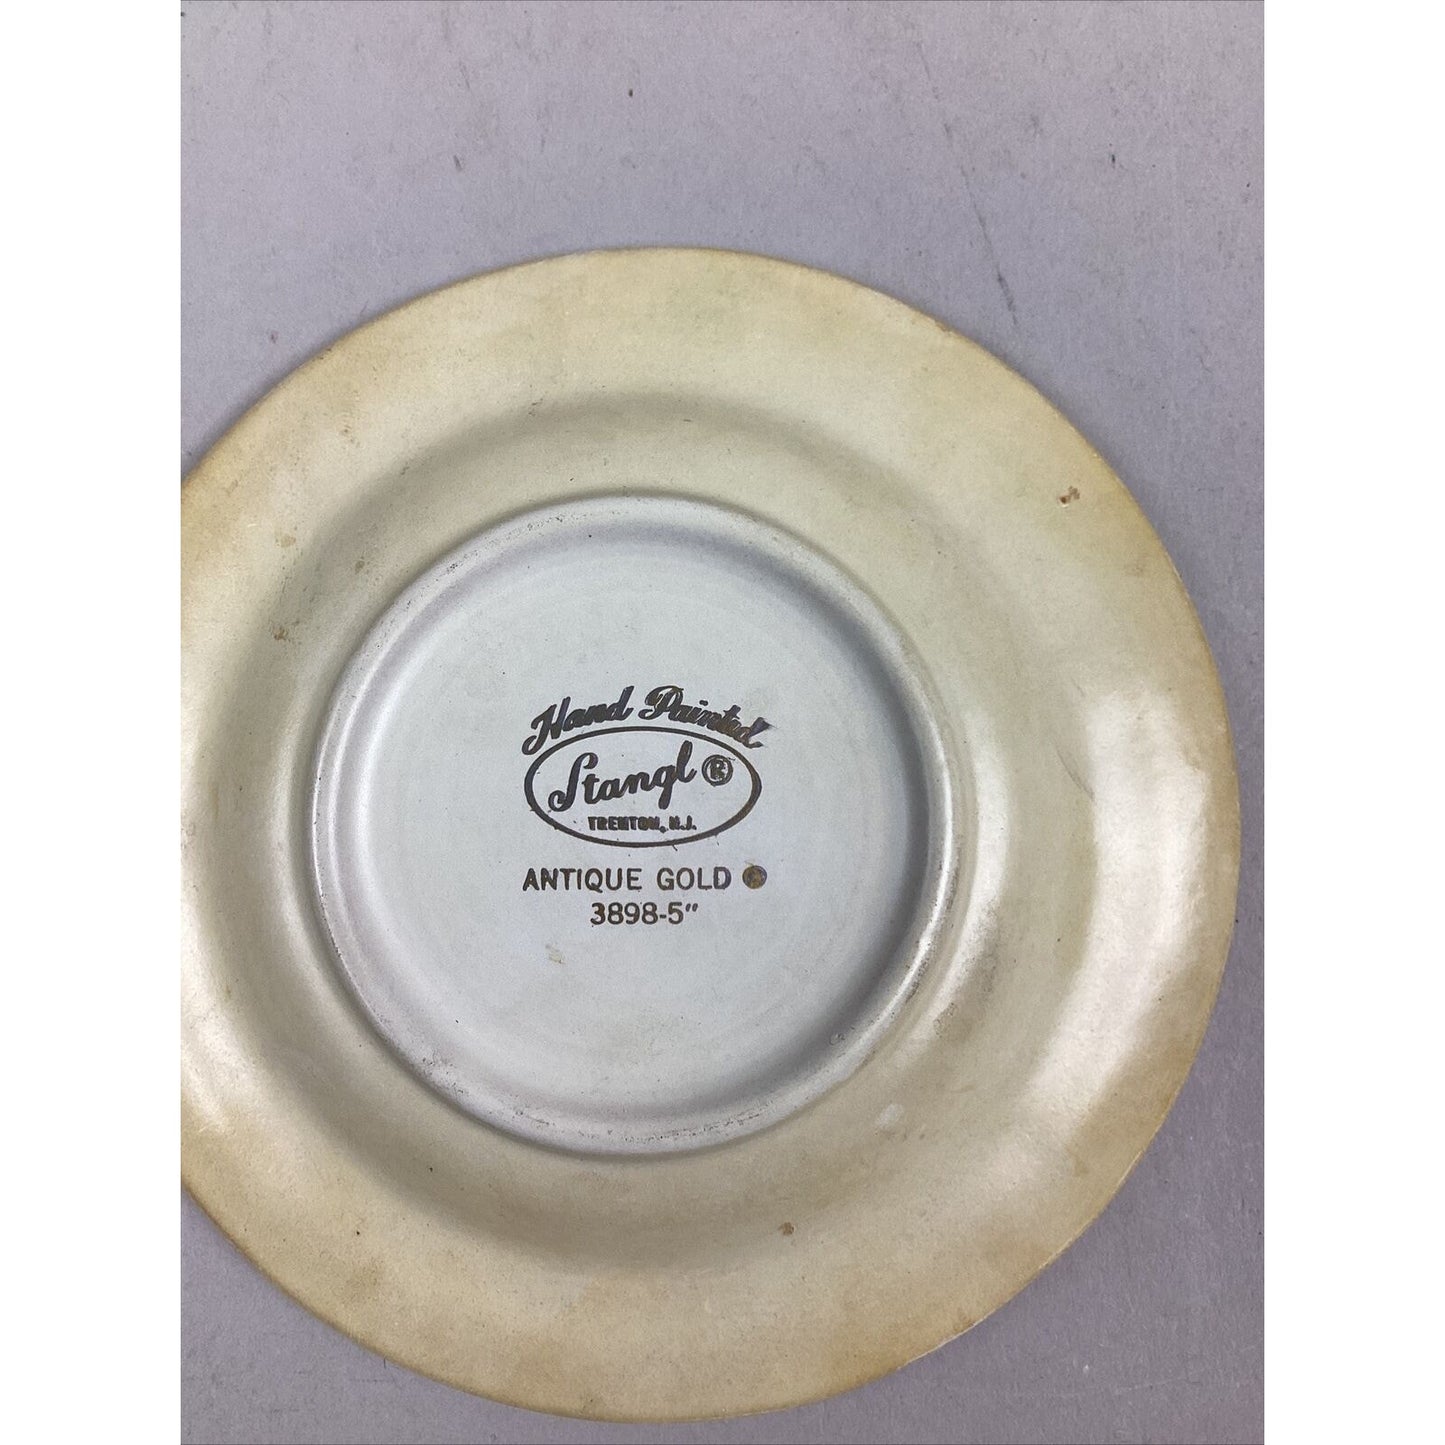 Hand Painted
Stangl ®
TRENTON, N.J.
ANTIQUE GOLD
3898-5"